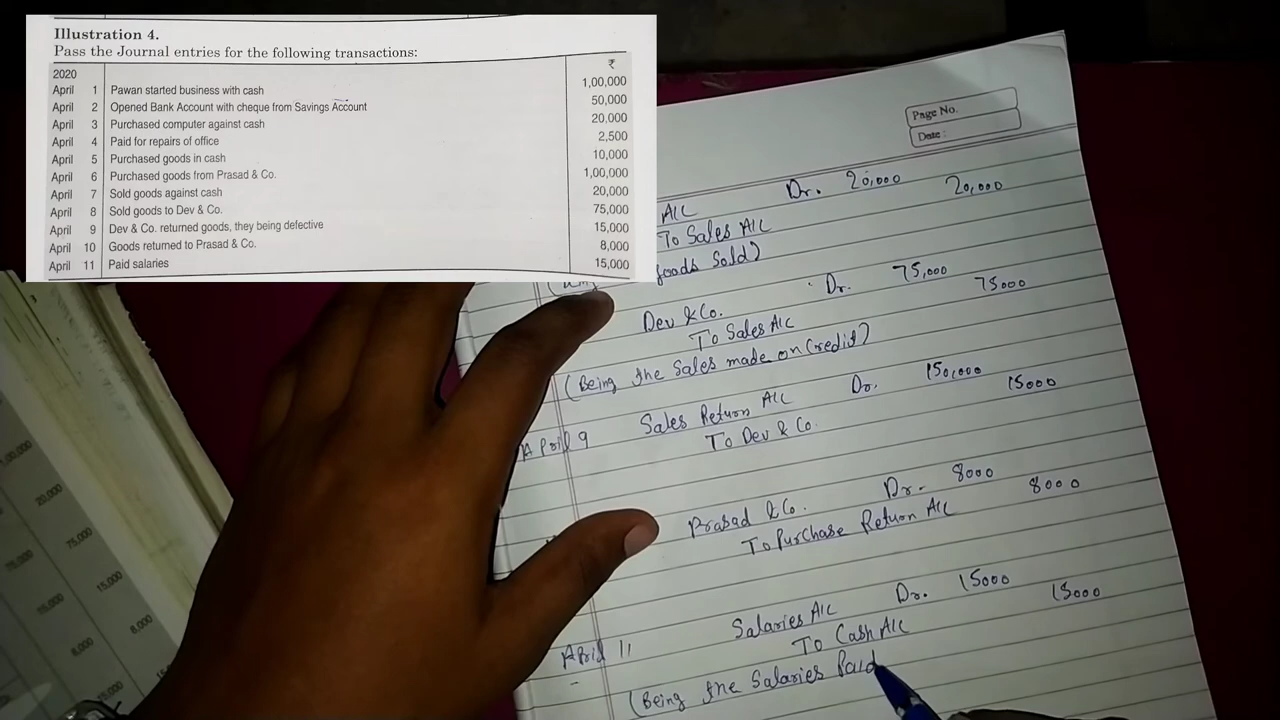 Illustration 4.
Pass the Journal entries for the following transactions:
2020 ₹
April 1 Pawan started business with cash 1,00,000
April 2 Opened Bank Account with cheque from Savings Account 50,000
April 3 Purchased computer against cash 20,000
April 4 Paid for repairs of office 2,500
April 5 Purchased goods in cash 10,000
April 6 Purchased goods from Prasad & Co. 1,00,000
April 7 Sold goods against cash 20,000
April 8 Sold goods to Dev & Co. 75,000
April 9 Dev & Co. returned goods, they being defective 15,000
April 10 Goods returned to Prasad & Co. 8,000
April 11 Paid salaries 15,000
Page No.
Date :
A/C Dr. 20,000
To Sales A/C 20,000
goods Sold)
Dev & Co. Dr. 75,000
To Sales A/C 75000
(Being the Sales made on Credit)
April 9 Sales Return A/C Dr. 150,000
To Dev & Co. 15000
Prasad & Co. Dr. 8000
To Purchase Return A/C 8000
April 11 Salaries A/C Dr. 15000
To Cash A/C 15000
(Being the Salaries Paid
20,000
75,000
15,000
8,000